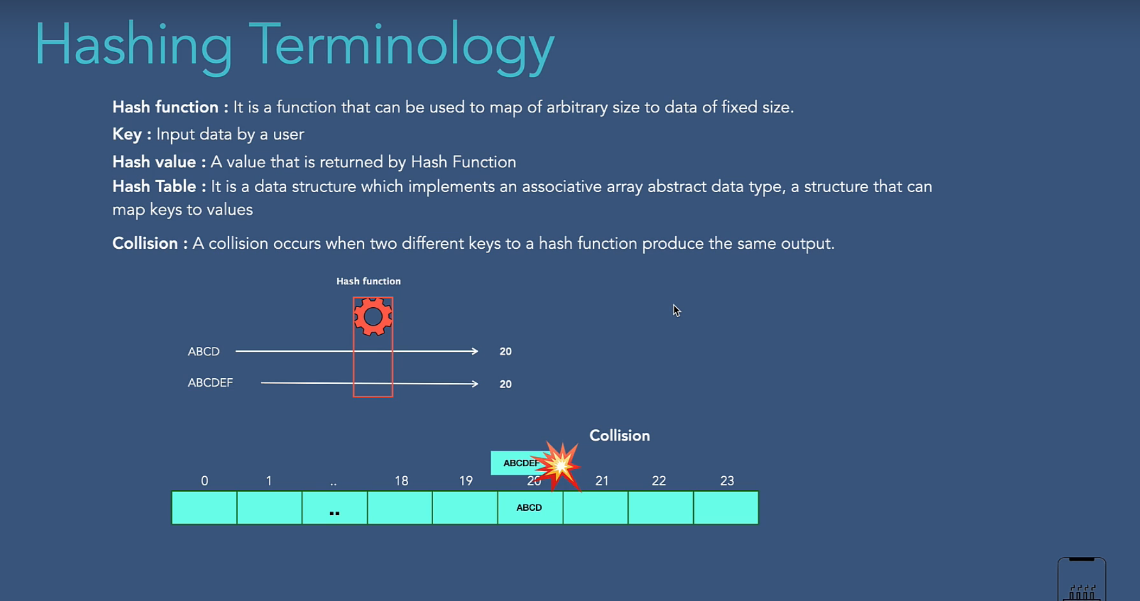 Hashing Terminology
Hash function : It is a function that can be used to map of arbitrary size to data of fixed size.
Key : Input data by a user
Hash value : A value that is returned by Hash Function
Hash Table : It is a data structure which implements an associative array abstract data type, a structure that can
map keys to values
Collision : A collision occurs when two different keys to a hash function produce the same output.
Hash function
ABCD 20
ABCDEF 20
Collision
ABCDEF
0 1 .. 18 19 20 21 22 23
.. ABCD